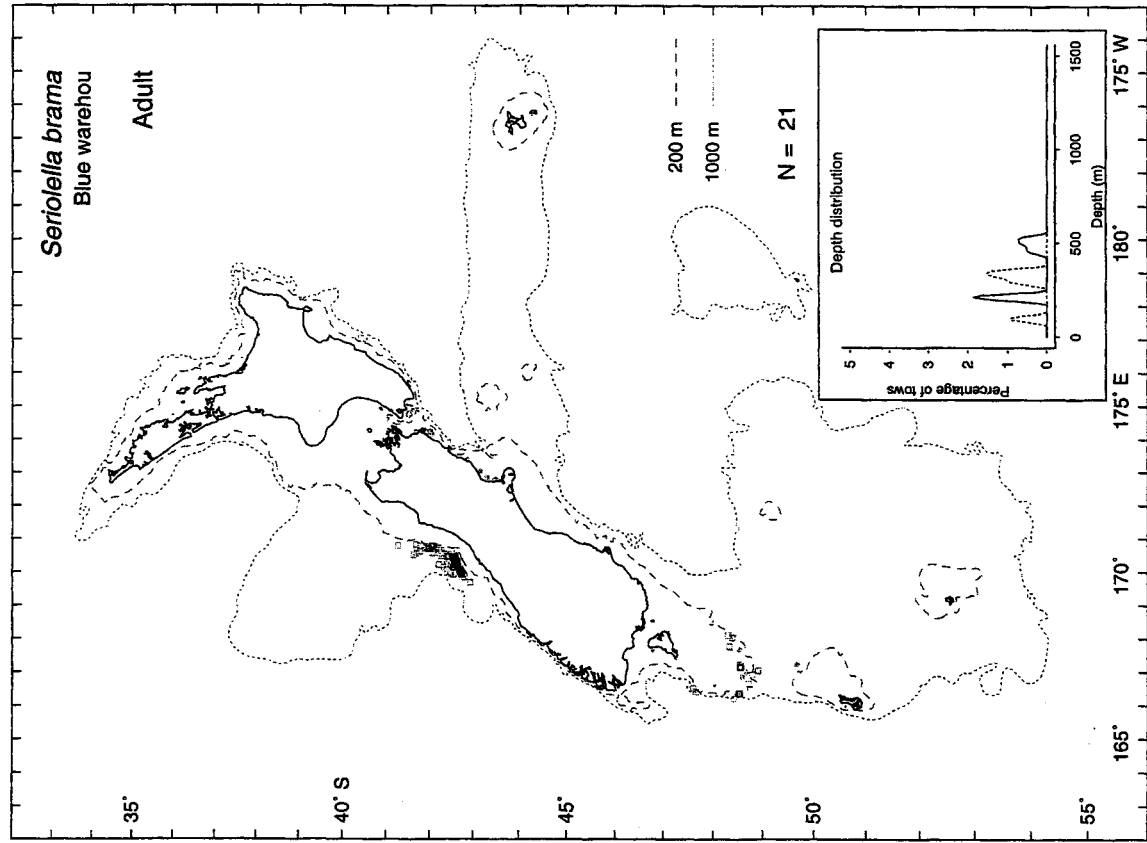 Seriolella brama
Blue warehou
Adult
35°
40° S
45°
50°
55°
165°
170°
175° E
180°
175° W
200 m
1000 m
N = 21
Depth distribution
Percentage of tows
5
4
3
2
1
0
0
500
1000
1500
Depth (m)